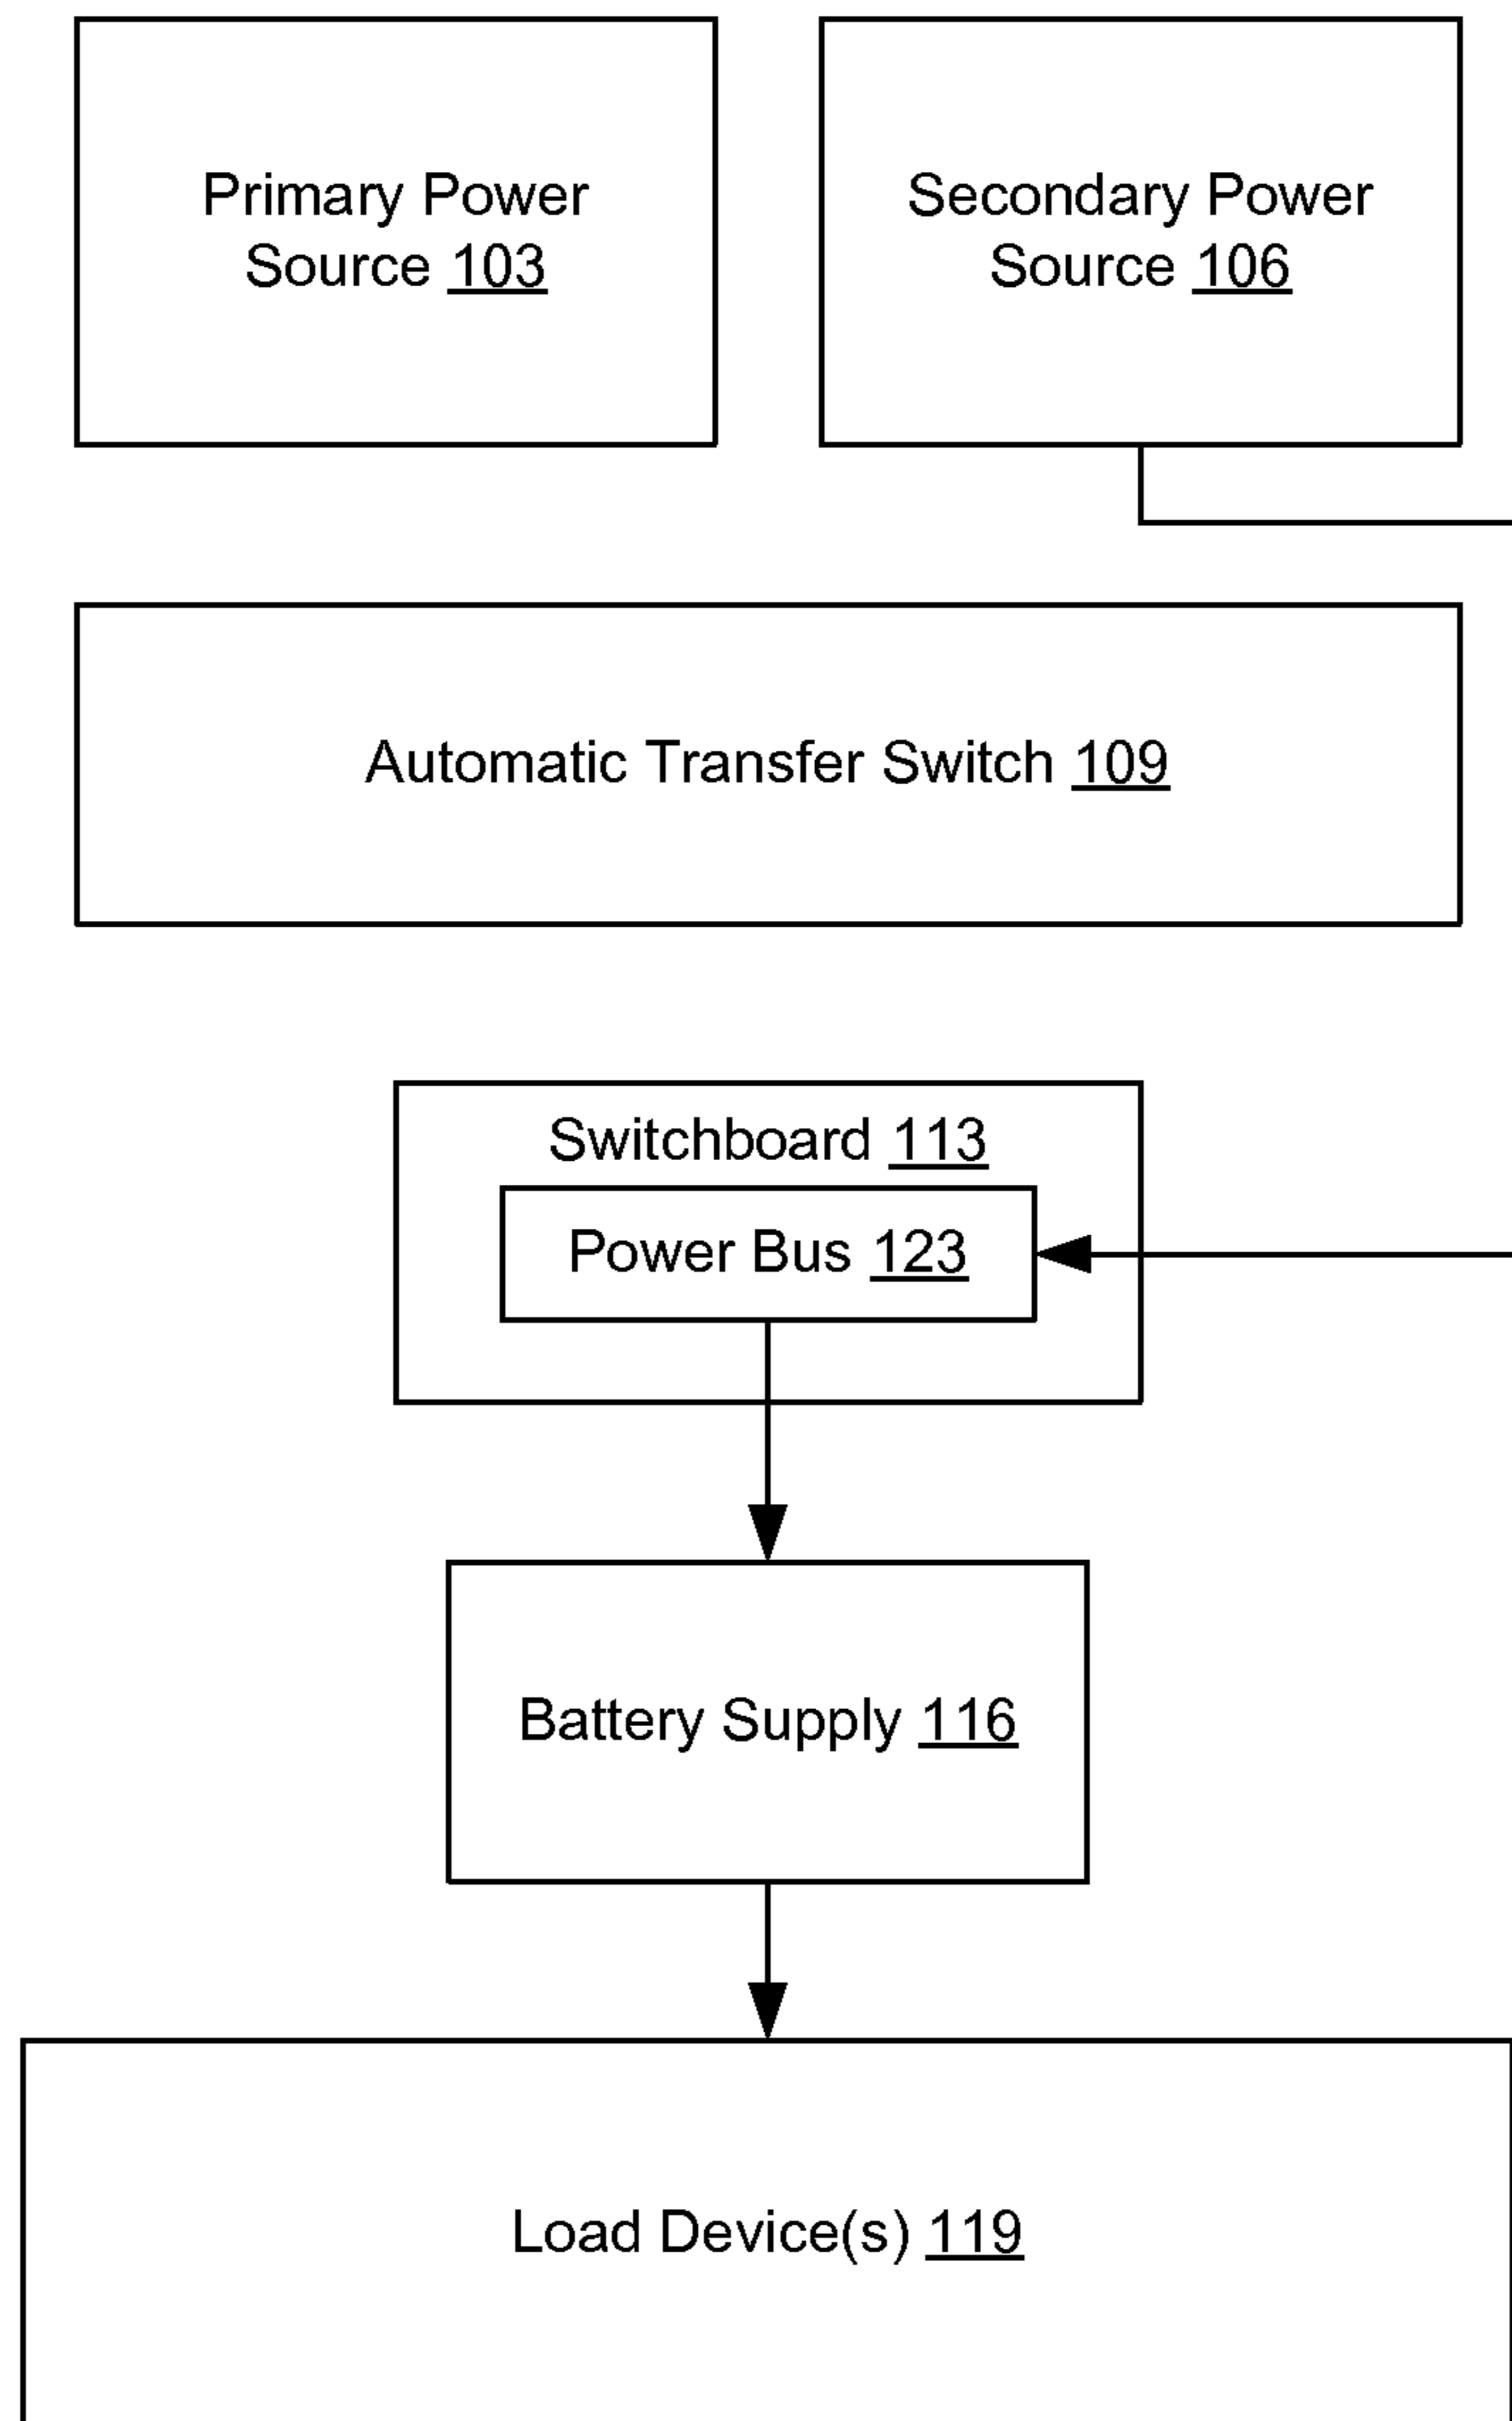 Primary Power
Source 103
Secondary Power
Source 106
Automatic Transfer Switch 109
Switchboard 113
Power Bus 123
Battery Supply 116
Load Device(s) 119